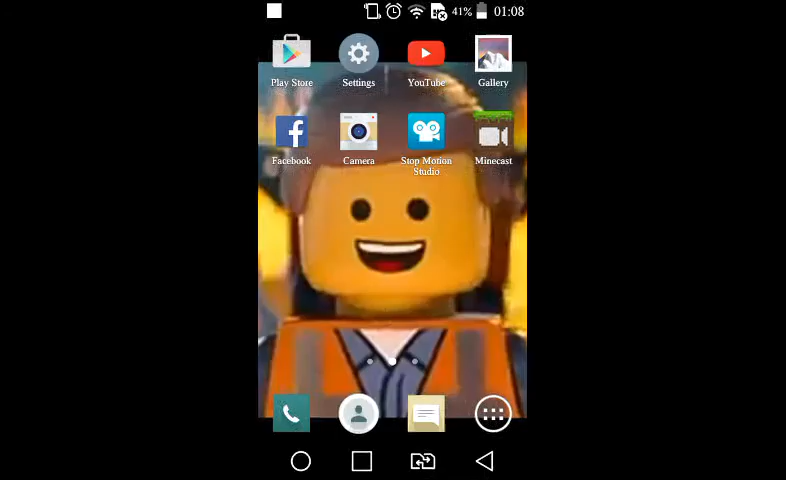 41% 01:08
Play Store Settings YouTube Gallery
Facebook Camera Stop Motion Studio Minecast